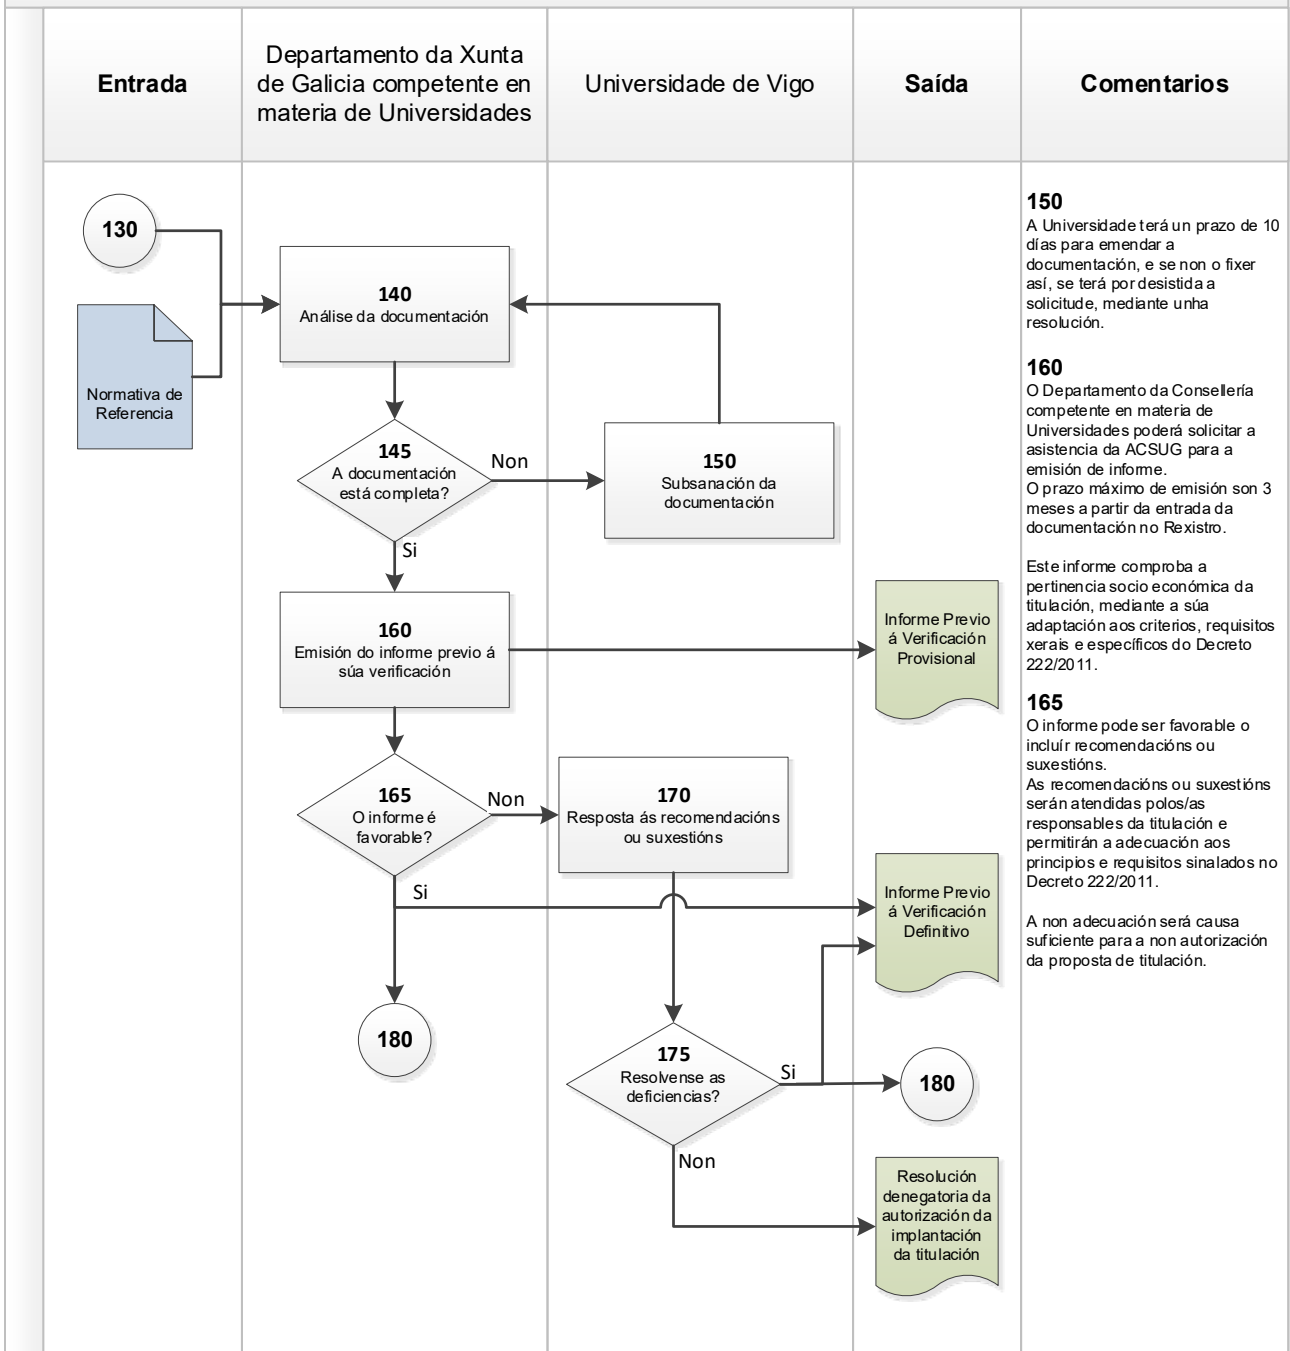 Entrada
Departamento da Xunta
de Galicia competente en
materia de Universidades
Universidade de Vigo
Saída
Comentarios
130
Normativa de
Referencia
140
Análise da documentación
145
A documentación
está completa?
Non
Si
150
Subsanación da
documentación
160
Emisión do informe previo á
súa verificación
Informe Previo
á Verificación
Provisional
165
O informe é
favorable?
Non
Si
170
Resposta ás recomendacións
ou suxestións
Informe Previo
á Verificación
Definitivo
180
175
Resolvense as
deficiencias?
Si
Non
180
Resolución
denegatoria da
autorización da
implantación
da titulación
150
A Universidade terá un prazo de 10
días para emendar a
documentación, e se non o fixer
así, se terá por desistida a
solicitude, mediante unha
resolución.
160
O Departamento da Consellería
competente en materia de
Universidades poderá solicitar a
asistencia da ACSUG para a
emisión de informe.
O prazo máximo de emisión son 3
meses a partir da entrada da
documentación no Rexistro.
Este informe comproba a
pertinencia socio económica da
titulación, mediante a súa
adaptación aos criterios, requisitos
xerais e específicos do Decreto
222/2011.
165
O informe pode ser favorable o
incluír recomendacións ou
suxestións.
As recomendacións ou suxestións
serán atendidas polos/as
responsables da titulación e
permitirán a adecuación aos
principios e requisitos sinalados no
Decreto 222/2011.
A non adecuación será causa
suficiente para a non autorización
da proposta de titulación.